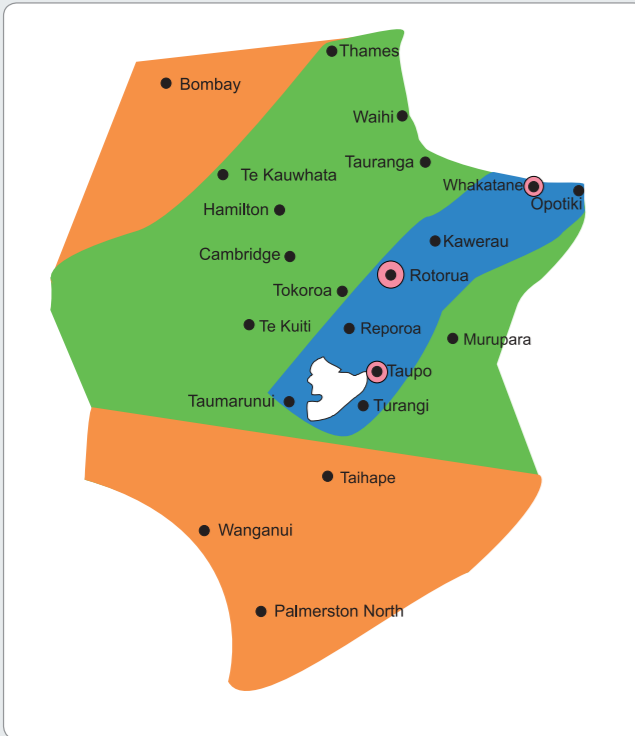 Thames
Bombay
Waihi
Tauranga
Te Kauwhata
Whakatane
Opotiki
Hamilton
Kawerau
Cambridge
Rotorua
Tokoroa
Te Kuiti
Reporoa
Murupara
Taupo
Taumarunui
Turangi
Taihape
Wanganui
Palmerston North